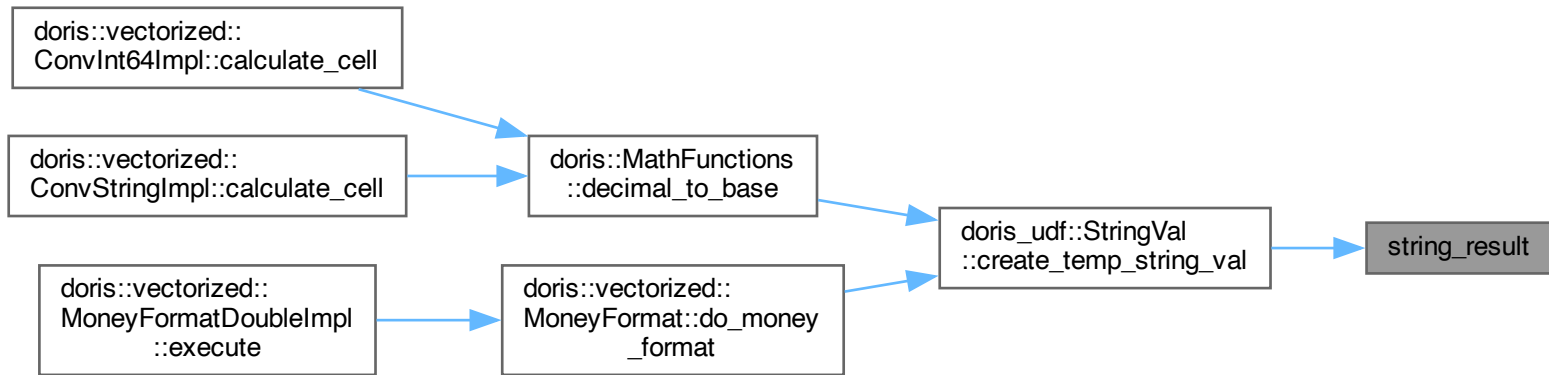 doris::vectorized::
ConvInt64Impl::calculate_cell
doris::vectorized::
ConvStringImpl::calculate_cell
doris::MathFunctions
::decimal_to_base
doris_udf::StringVal
::create_temp_string_val
string_result
doris::vectorized::
MoneyFormatDoubleImpl
::execute
doris::vectorized::
MoneyFormat::do_money
_format